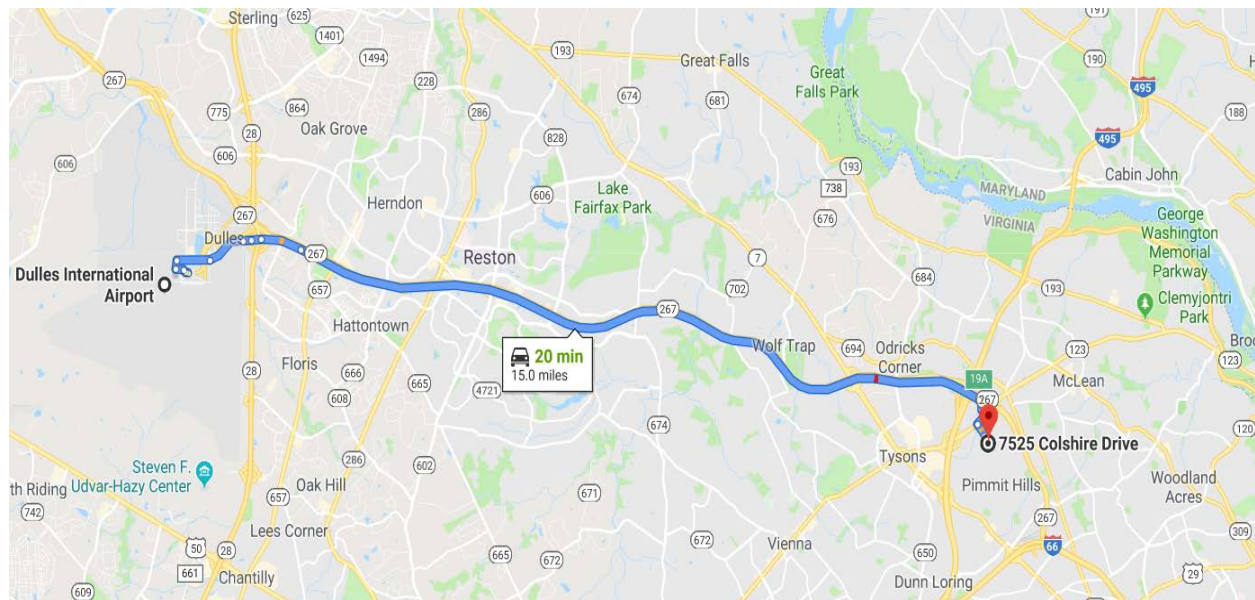 Sterling
625
1401
1494
193
Great Falls
191
190
495
267
228
674
Great
Falls Park
188
775
864
Oak Grove
286
681
28
828
495
606
606
193
Cabin John
Herndon
606
Lake
Fairfax Park
738
MARYLAND
VIRGINIA
676
George
Washington
Memorial
Parkway
267
Dulles
267
Reston
7
Dulles International
Airport
684
657
702
267
193
Clemyjontri
Park
Hattontown
20 min
15.0 miles
Wolf Trap
694
Odricks
Corner
123
Floris
666
665
28
608
4721
19A
McLean
123
267
674
120
7525 Colshire Drive
Steven F.
Udvar-Hazy Center
286
602
Tysons
th Riding
Oak Hill
671
Pimmit Hills
Woodland
Acres
742
657
Lees Corner
267
309
50
28
665
672
672
Vienna
650
66
661
Chantilly
Dunn Loring
29
609